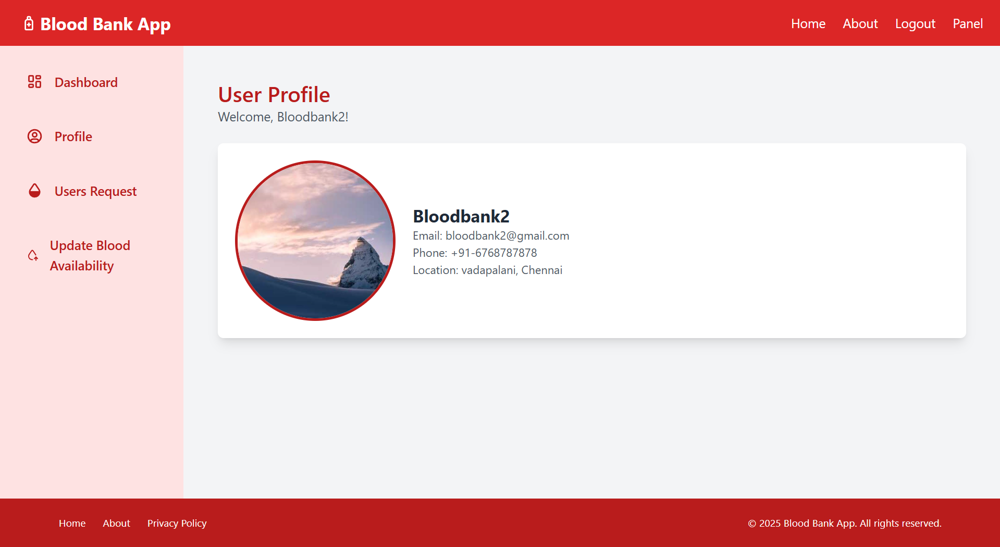 Blood Bank App
Home About Logout Panel
Dashboard
Profile
Users Request
Update Blood
Availability
User Profile
Welcome, Bloodbank2!
Bloodbank2
Email: bloodbank2@gmail.com
Phone: +91-6768787878
Location: vadapalani, Chennai
Home About Privacy Policy
© 2025 Blood Bank App. All rights reserved.